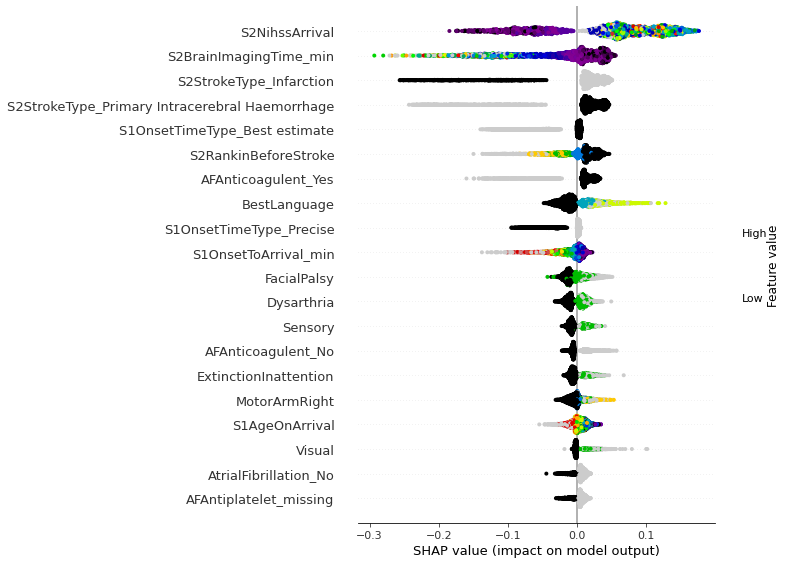 S2NihssArrival
S2BrainImagingTime_min
S2StrokeType_Infarction
S2StrokeType_Primary Intracerebral Haemorrhage
S1OnsetTimeType_Best estimate
S2RankinBeforeStroke
AFAnticoagulent_Yes
BestLanguage
S1OnsetTimeType_Precise
S1OnsetToArrival_min
FacialPalsy
Dysarthria
Sensory
AFAnticoagulent_No
ExtinctionInattention
MotorArmRight
S1AgeOnArrival
Visual
AtrialFibrillation_No
AFAntiplatelet_missing
−0.3 −0.2 −0.1 0.0 0.1
SHAP value (impact on model output)
High
Low
Feature value